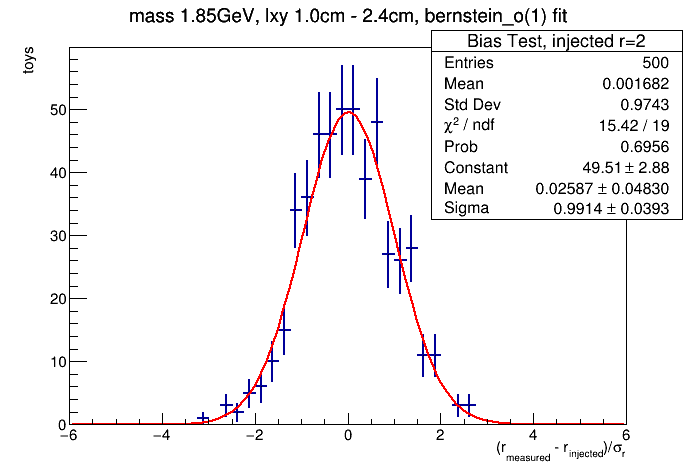 mass 1.85GeV, lxy 1.0cm - 2.4cm, bernstein_o(1) fit
toys
Bias Test, injected r=2
Entries 500
Mean 0.001682
Std Dev 0.9743
χ² / ndf 15.42 / 19
Prob 0.6956
Constant 49.51 ± 2.88
Mean 0.02587 ± 0.04830
Sigma 0.9914 ± 0.0393
50
40
30
20
10
0
−6 −4 −2 0 2 4 6
(r_measured - r_injected)/σ_r